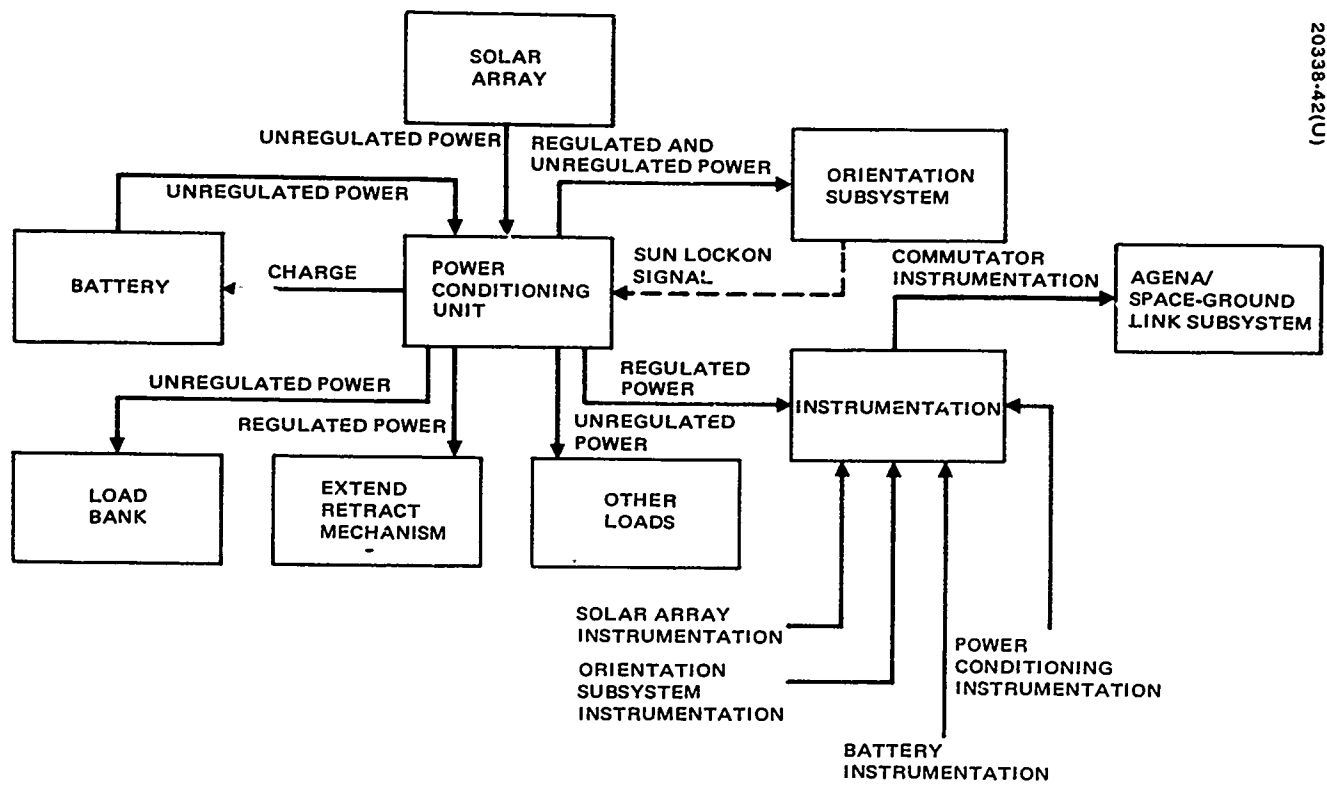 20338-42(U)
SOLAR
ARRAY
UNREGULATED POWER
REGULATED AND
UNREGULATED POWER
ORIENTATION
SUBSYSTEM
UNREGULATED POWER
BATTERY
CHARGE
POWER
CONDITIONING
UNIT
SUN LOCKON
SIGNAL
COMMUTATOR
INSTRUMENTATION
AGENA/
SPACE-GROUND
LINK SUBSYSTEM
UNREGULATED POWER
REGULATED POWER
UNREGULATED
POWER
REGULATED
POWER
INSTRUMENTATION
LOAD
BANK
EXTEND
RETRACT
MECHANISM
OTHER
LOADS
SOLAR ARRAY
INSTRUMENTATION
ORIENTATION
SUBSYSTEM
INSTRUMENTATION
POWER
CONDITIONING
INSTRUMENTATION
BATTERY
INSTRUMENTATION